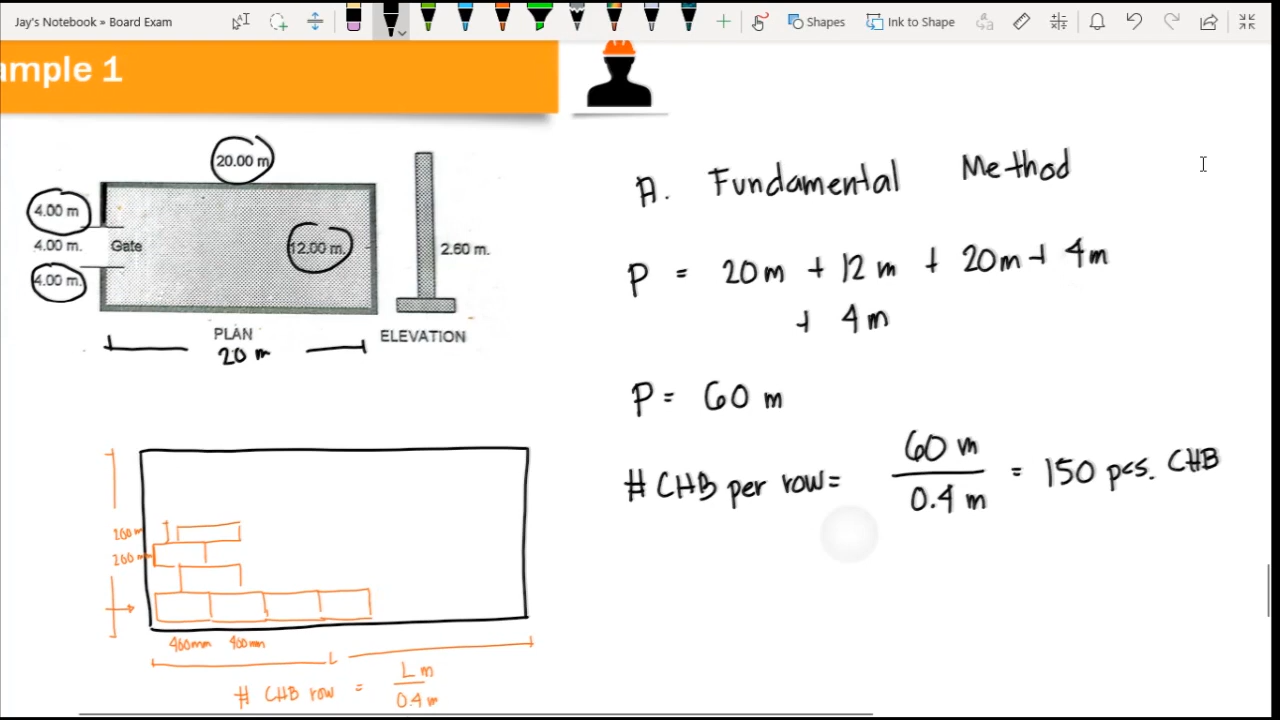 Jay's Notebook » Board Exam
Shapes
Ink to Shape
ample 1
20.00 m
4.00 m
4.00 m.
Gate
12.00 m.
4.00 m.
2.60 m.
PLAN
20 m
ELEVATION
A. Fundamental Method
P = 20m + 12 m + 20m + 4m
+ 4m
P = 60 m
# CHB per row = 60 m
0.4 m
= 150 pcs. CHB
200 m
200 mm
400mm 400mm
L
# CHB row = L m
0.4 m